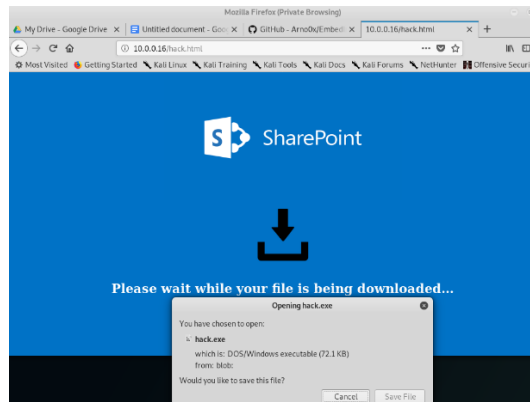 Mozilla Firefox (Private Browsing)
My Drive - Google Drive × Untitled document - Goo × GitHub - Arno0x/Embed × 10.0.0.16/hack.html × +
10.0.0.16/hack.html
Most Visited Getting Started Kali Linux Kali Training Kali Tools Kali Docs Kali Forums NetHunter Offensive Securi
S SharePoint
Please wait while your file is being downloaded...
Opening hack.exe
You have chosen to open:
hack.exe
which is: DOS/Windows executable (72.1 KB)
from: blob:
Would you like to save this file?
Cancel Save File